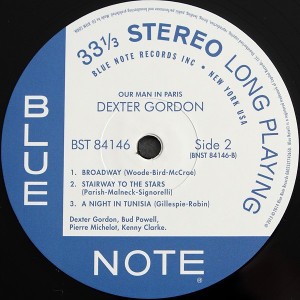 33⅓ STEREO LONG PLAYING
BLUE NOTE RECORDS INC • NEW YORK USA
OUR MAN IN PARIS
DEXTER GORDON
BST 84146 Side 2
(BNST 84146-B)
1. BROADWAY (Woode-Bird-McCroé)
2. STAIRWAY TO THE STARS
(Parish-Malneck-Signorelli)
3. A NIGHT IN TUNISIA (Gillespie-Robin)
Dexter Gordon, Bud Powell,
Pierre Michelot, Kenny Clarke.
BLUE
NOTE
®